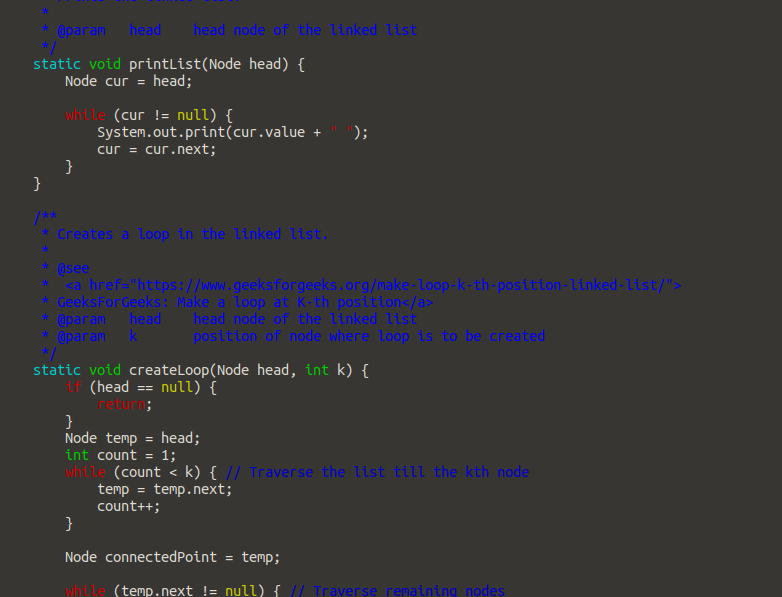 * Prints the linked list.
 *
 * @param   head    head node of the linked list
 */
static void printList(Node head) {
    Node cur = head;

    while (cur != null) {
        System.out.print(cur.value + " ");
        cur = cur.next;
    }
}

/**
 * Creates a loop in the linked list.
 *
 * @see
 *  <a href="https://www.geeksforgeeks.org/make-loop-k-th-position-linked-list/">
 * GeeksForGeeks: Make a loop at K-th position</a>
 * @param   head    head node of the linked list
 * @param   k       position of node where loop is to be created
 */
static void createLoop(Node head, int k) {
    if (head == null) {
        return;
    }
    Node temp = head;
    int count = 1;
    while (count < k) { // Traverse the list till the kth node
        temp = temp.next;
        count++;
    }

    Node connectedPoint = temp;

    while (temp.next != null) { // Traverse remaining nodes